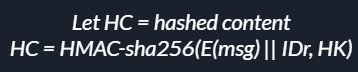 Let HC = hashed content
HC = HMAC-sha256(E(msg) || IDr, HK)